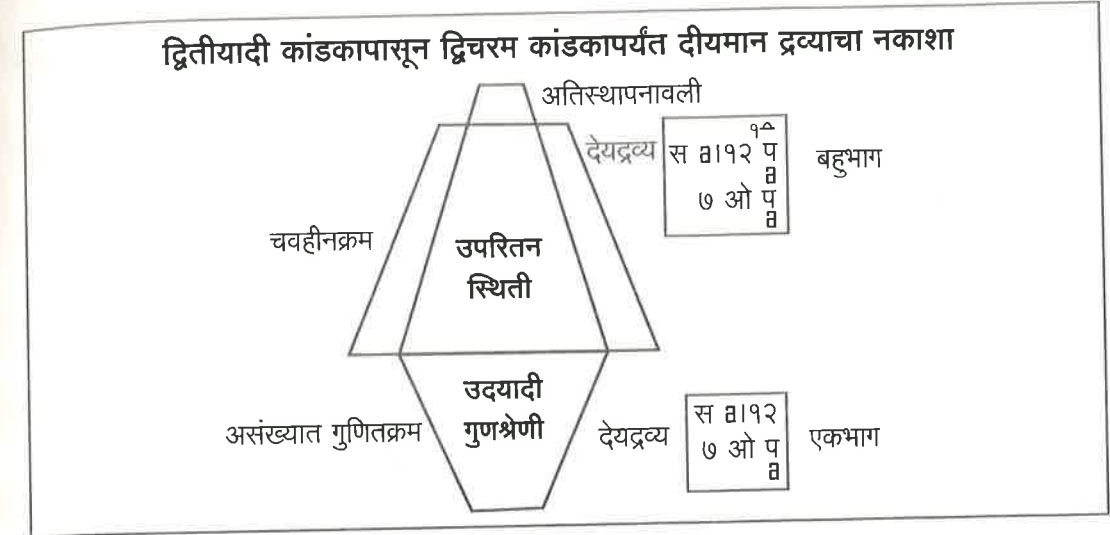 द्वितीयादी कांडकापासून द्विचरम कांडकापर्यंत दीयमान द्रव्याचा नकाशा
अतिस्थापनावली
देयद्रव्य
स a।१२ प
a
७ ओ प
a
बहुभाग
चवहीनक्रम
उपरितन
स्थिती
उदयादी
गुणश्रेणी
असंख्यात गुणितक्रम
देयद्रव्य
स a।१२
७ ओ प
a
एकभाग